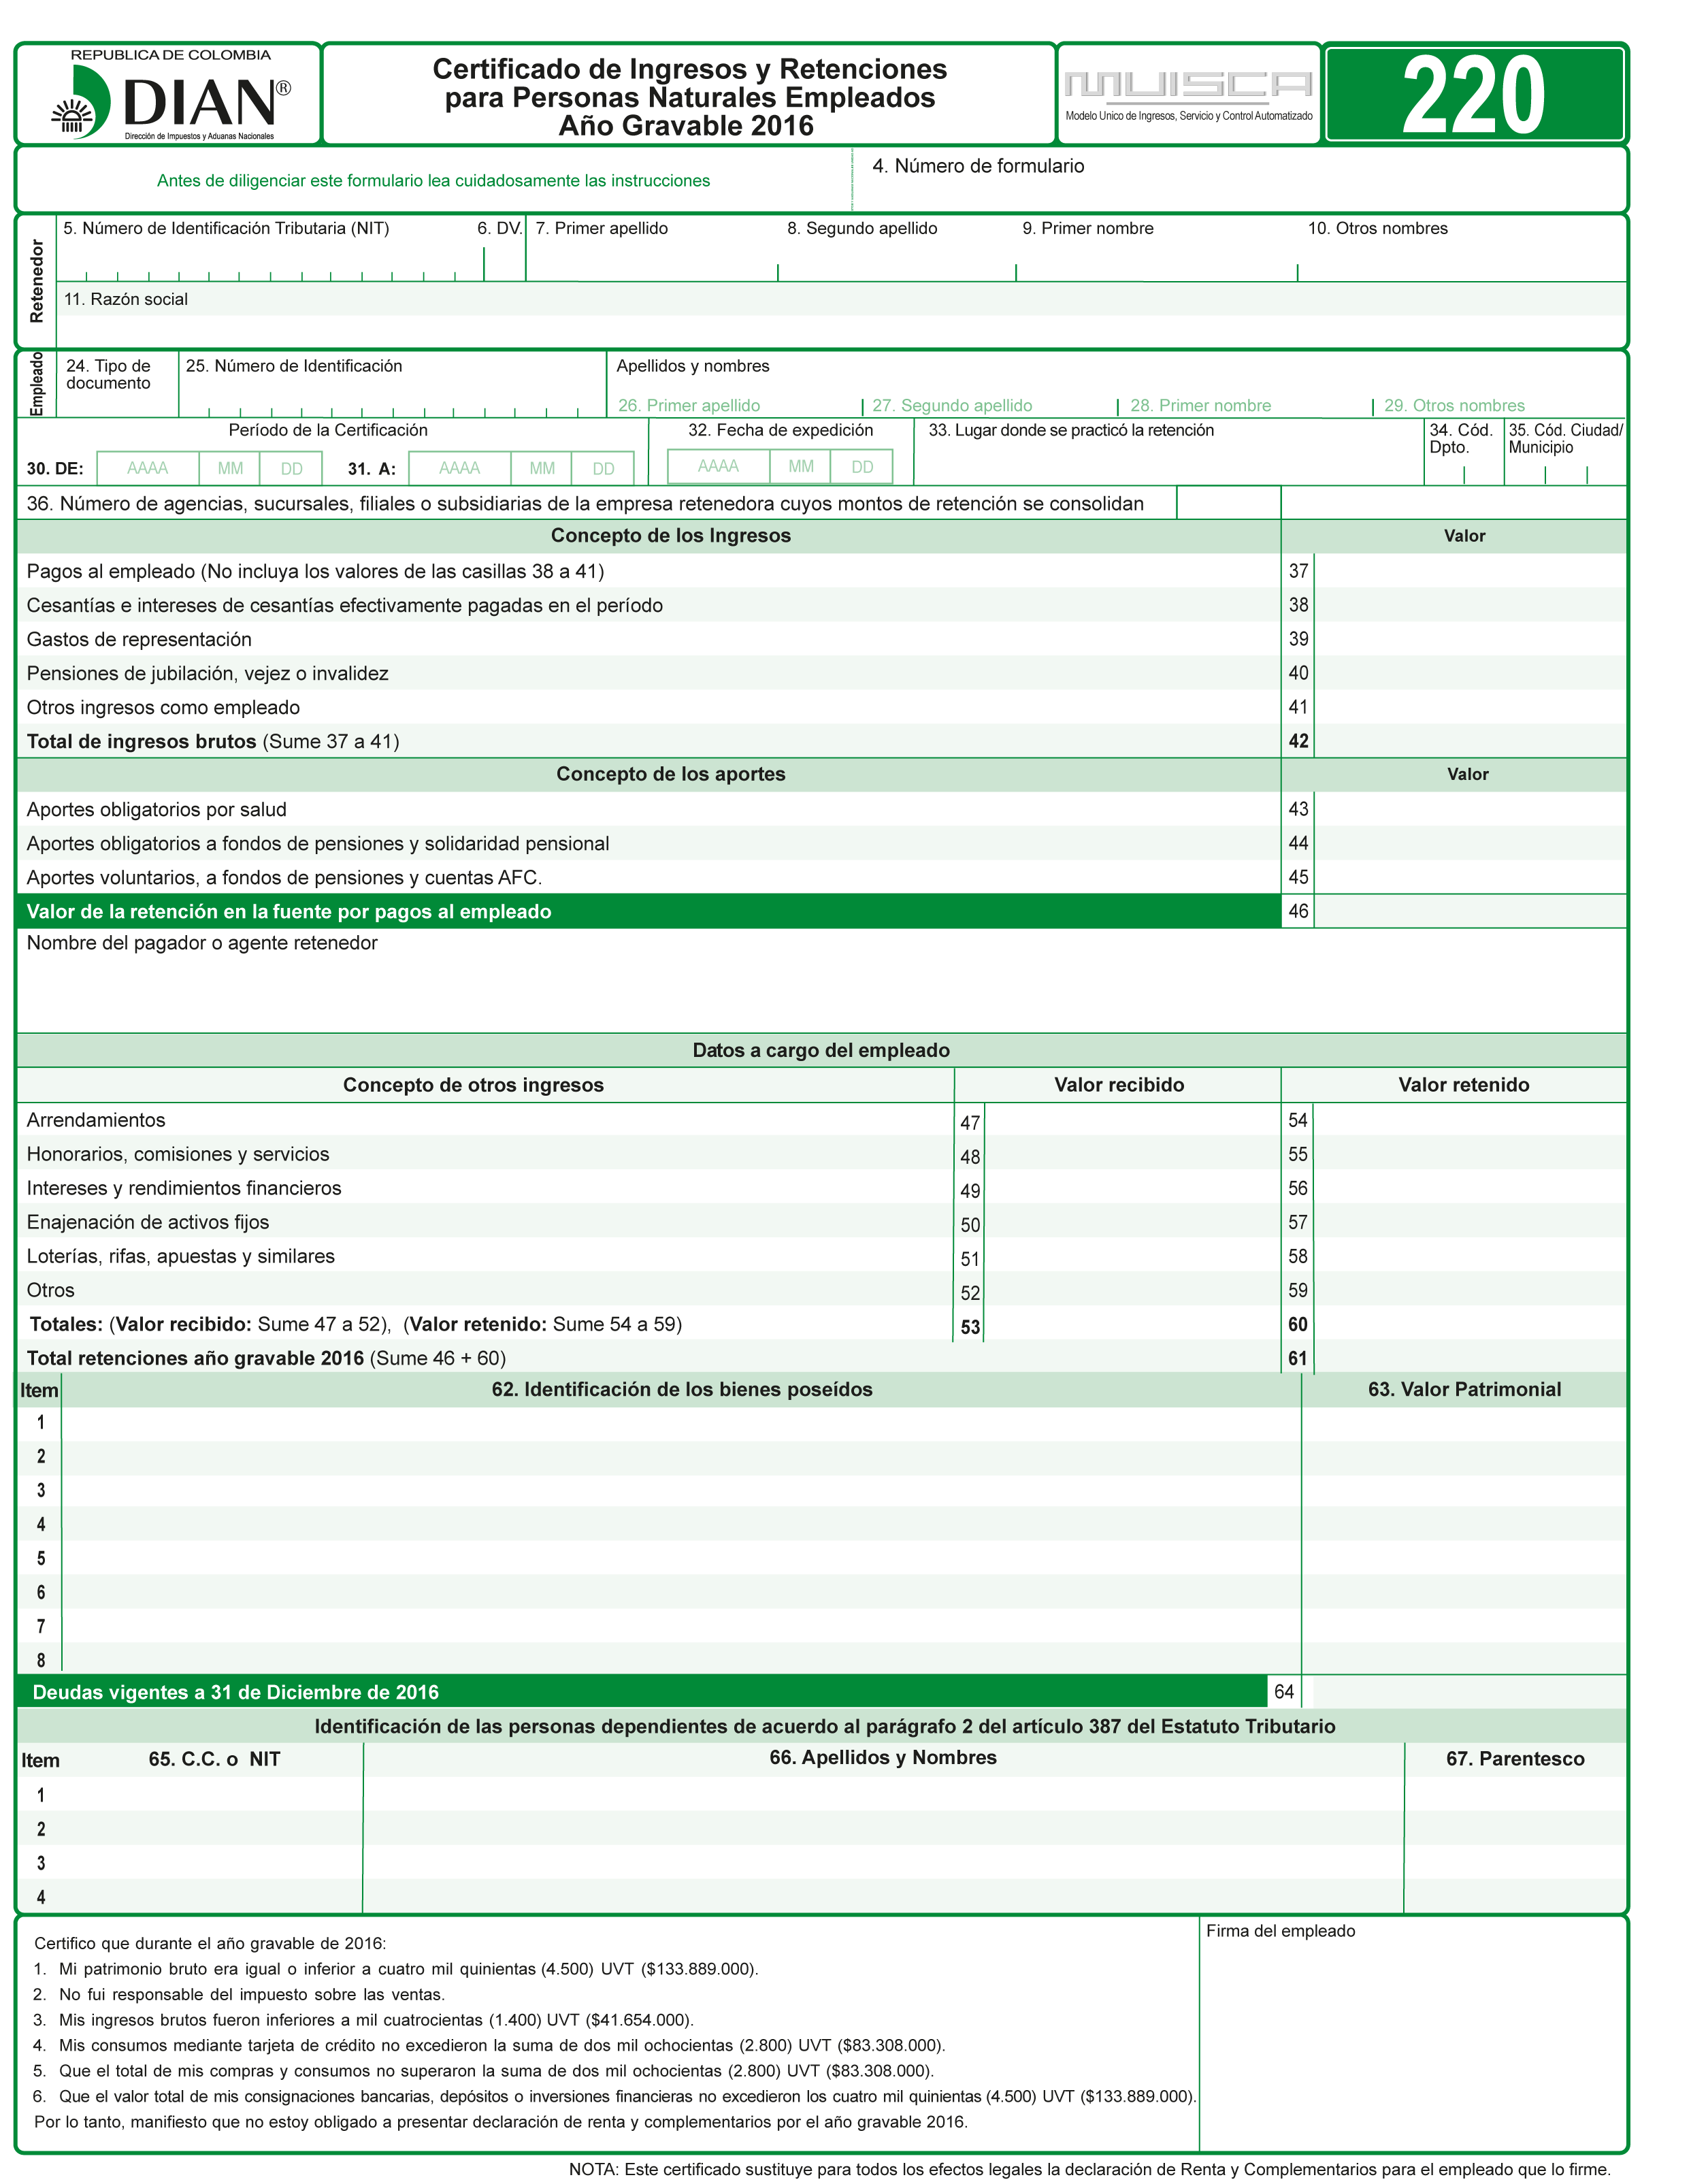 REPUBLICA DE COLOMBIA
DIAN®
Dirección de Impuestos y Aduanas Nacionales
Certificado de Ingresos y Retenciones
para Personas Naturales Empleados
Año Gravable 2016
MUISCA
Modelo Unico de Ingresos, Servicio y Control Automatizado
220
Antes de diligenciar este formulario lea cuidadosamente las instrucciones
4. Número de formulario
Retenedor
5. Número de Identificación Tributaria (NIT) 6. DV. 7. Primer apellido 8. Segundo apellido 9. Primer nombre 10. Otros nombres
11. Razón social
Empleado
24. Tipo de documento 25. Número de Identificación Apellidos y nombres
26. Primer apellido 27. Segundo apellido 28. Primer nombre 29. Otros nombres
Período de la Certificación 32. Fecha de expedición 33. Lugar donde se practicó la retención 34. Cód. Dpto. 35. Cód. Ciudad/ Municipio
30. DE: AAAA MM DD 31. A: AAAA MM DD AAAA MM DD
36. Número de agencias, sucursales, filiales o subsidiarias de la empresa retenedora cuyos montos de retención se consolidan
Concepto de los Ingresos Valor
Pagos al empleado (No incluya los valores de las casillas 38 a 41) 37
Cesantías e intereses de cesantías efectivamente pagadas en el período 38
Gastos de representación 39
Pensiones de jubilación, vejez o invalidez 40
Otros ingresos como empleado 41
Total de ingresos brutos (Sume 37 a 41) 42
Concepto de los aportes Valor
Aportes obligatorios por salud 43
Aportes obligatorios a fondos de pensiones y solidaridad pensional 44
Aportes voluntarios, a fondos de pensiones y cuentas AFC. 45
Valor de la retención en la fuente por pagos al empleado 46
Nombre del pagador o agente retenedor
Datos a cargo del empleado
Concepto de otros ingresos Valor recibido Valor retenido
Arrendamientos 47 54
Honorarios, comisiones y servicios 48 55
Intereses y rendimientos financieros 49 56
Enajenación de activos fijos 50 57
Loterías, rifas, apuestas y similares 51 58
Otros 52 59
Totales: (Valor recibido: Sume 47 a 52), (Valor retenido: Sume 54 a 59) 53 60
Total retenciones año gravable 2016 (Sume 46 + 60) 61
Item 62. Identificación de los bienes poseídos 63. Valor Patrimonial
1
2
3
4
5
6
7
8
Deudas vigentes a 31 de Diciembre de 2016 64
Identificación de las personas dependientes de acuerdo al parágrafo 2 del artículo 387 del Estatuto Tributario
Item 65. C.C. o NIT 66. Apellidos y Nombres 67. Parentesco
1
2
3
4
Certifico que durante el año gravable de 2016:
1. Mi patrimonio bruto era igual o inferior a cuatro mil quinientas (4.500) UVT ($133.889.000).
2. No fui responsable del impuesto sobre las ventas.
3. Mis ingresos brutos fueron inferiores a mil cuatrocientas (1.400) UVT ($41.654.000).
4. Mis consumos mediante tarjeta de crédito no excedieron la suma de dos mil ochocientas (2.800) UVT ($83.308.000).
5. Que el total de mis compras y consumos no superaron la suma de dos mil ochocientas (2.800) UVT ($83.308.000).
6. Que el valor total de mis consignaciones bancarias, depósitos o inversiones financieras no excedieron los cuatro mil quinientas (4.500) UVT ($133.889.000).
Por lo tanto, manifiesto que no estoy obligado a presentar declaración de renta y complementarios por el año gravable 2016.
Firma del empleado
NOTA: Este certificado sustituye para todos los efectos legales la declaración de Renta y Complementarios para el empleado que lo firme.